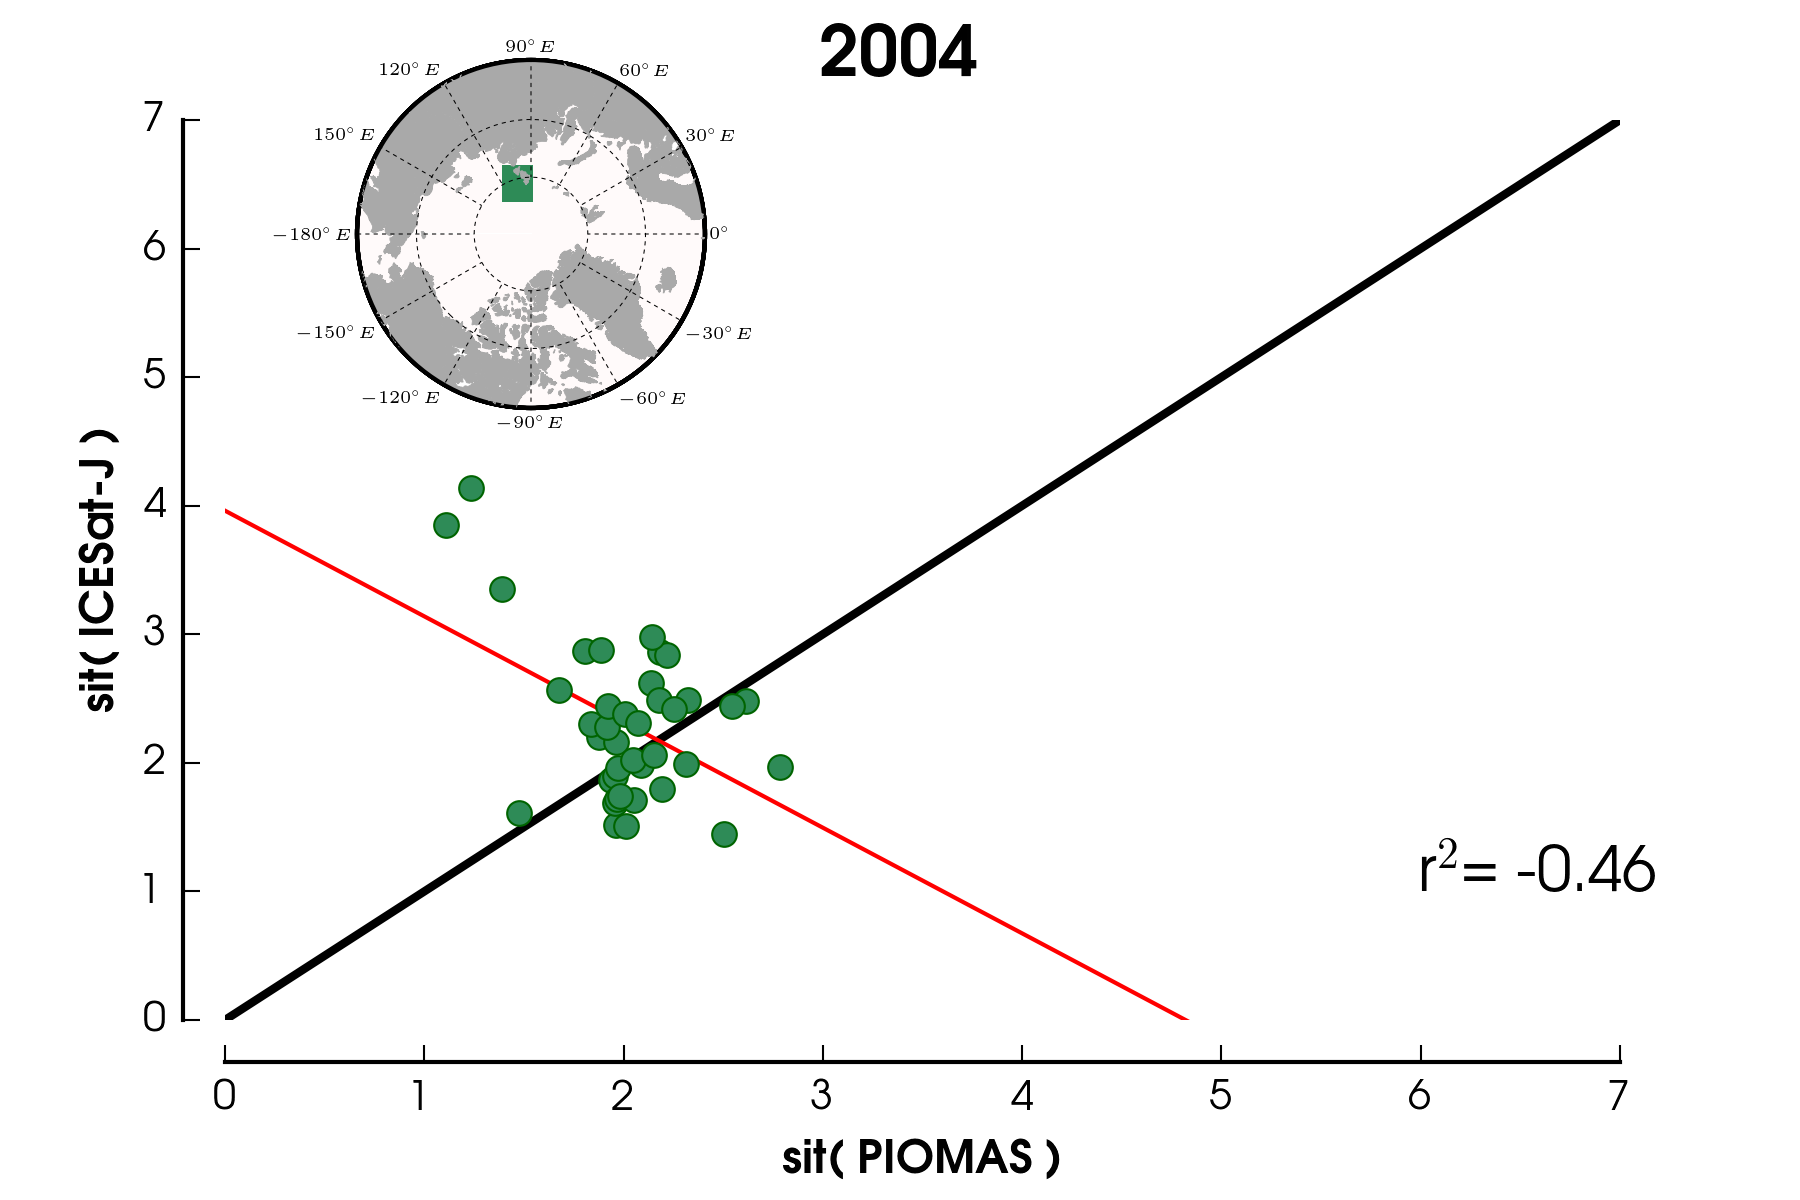 2004
90° E
120° E
60° E
150° E
30° E
−180° E
0°
−150° E
−30° E
−120° E
−60° E
−90° E
7
6
5
4
3
2
1
0
sit( ICESat-J )
r²= -0.46
0 1 2 3 4 5 6 7
sit( PIOMAS )